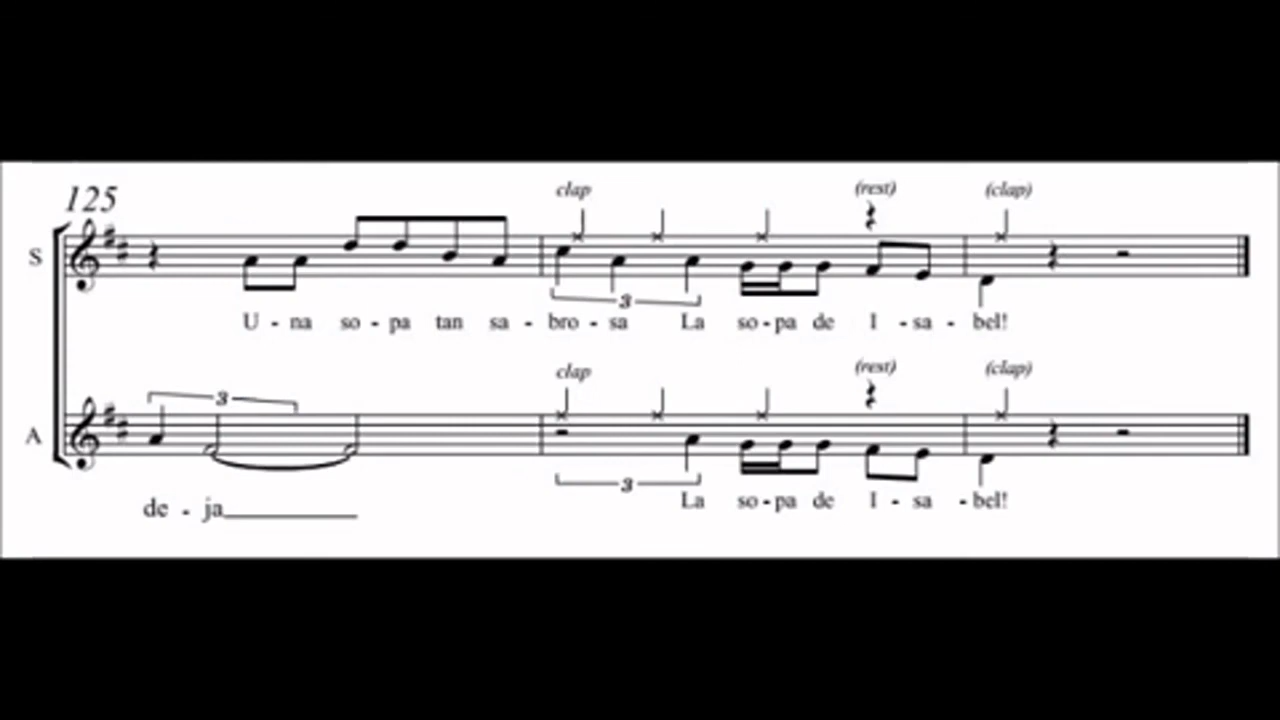 125
clap (rest) (clap)
S
3
U - na so - pa tan sa - bro - sa La so - pa de I - sa - bel!
clap (rest) (clap)
3
A
3
de - ja La so - pa de I - sa - bel!